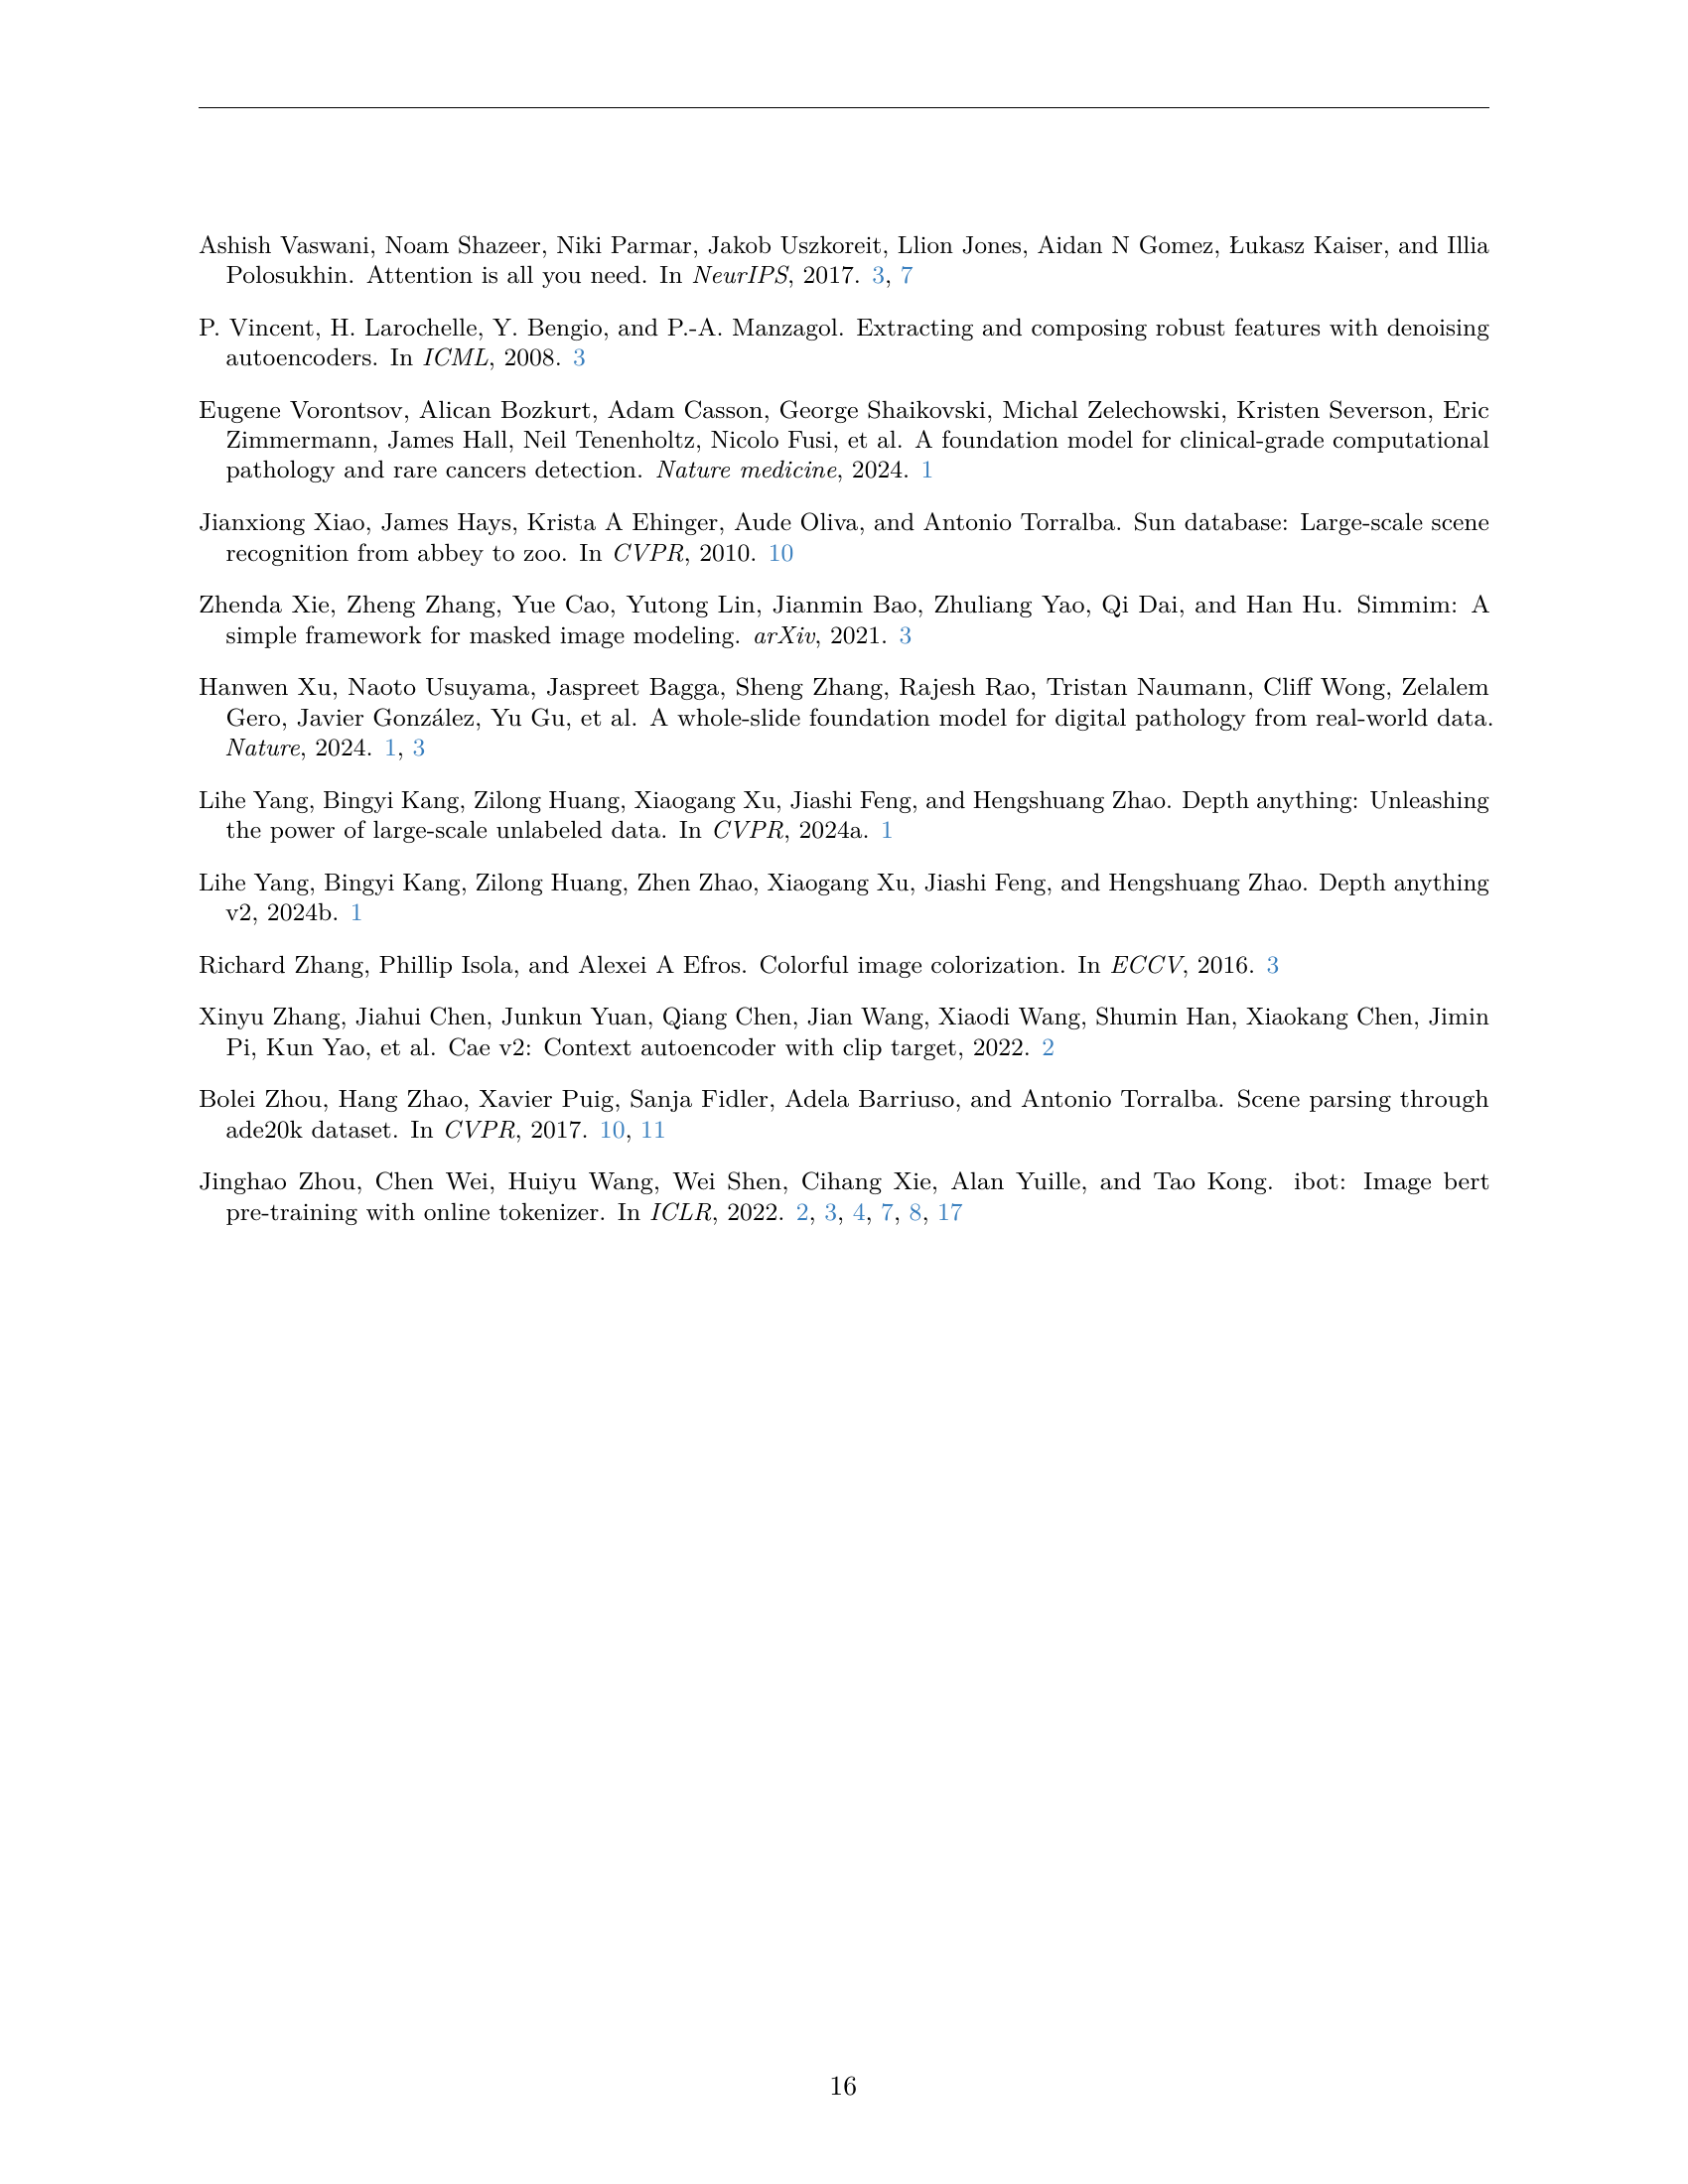 Ashish Vaswani, Noam Shazeer, Niki Parmar, Jakob Uszkoreit, Llion Jones, Aidan N Gomez, Łukasz Kaiser, and Illia
Polosukhin. Attention is all you need. In NeurIPS, 2017. 3, 7
P. Vincent, H. Larochelle, Y. Bengio, and P.-A. Manzagol. Extracting and composing robust features with denoising
autoencoders. In ICML, 2008. 3
Eugene Vorontsov, Alican Bozkurt, Adam Casson, George Shaikovski, Michal Zelechowski, Kristen Severson, Eric
Zimmermann, James Hall, Neil Tenenholtz, Nicolo Fusi, et al. A foundation model for clinical-grade computational
pathology and rare cancers detection. Nature medicine, 2024. 1
Jianxiong Xiao, James Hays, Krista A Ehinger, Aude Oliva, and Antonio Torralba. Sun database: Large-scale scene
recognition from abbey to zoo. In CVPR, 2010. 10
Zhenda Xie, Zheng Zhang, Yue Cao, Yutong Lin, Jianmin Bao, Zhuliang Yao, Qi Dai, and Han Hu. Simmim: A
simple framework for masked image modeling. arXiv, 2021. 3
Hanwen Xu, Naoto Usuyama, Jaspreet Bagga, Sheng Zhang, Rajesh Rao, Tristan Naumann, Cliff Wong, Zelalem
Gero, Javier González, Yu Gu, et al. A whole-slide foundation model for digital pathology from real-world data.
Nature, 2024. 1, 3
Lihe Yang, Bingyi Kang, Zilong Huang, Xiaogang Xu, Jiashi Feng, and Hengshuang Zhao. Depth anything: Unleashing
the power of large-scale unlabeled data. In CVPR, 2024a. 1
Lihe Yang, Bingyi Kang, Zilong Huang, Zhen Zhao, Xiaogang Xu, Jiashi Feng, and Hengshuang Zhao. Depth anything
v2, 2024b. 1
Richard Zhang, Phillip Isola, and Alexei A Efros. Colorful image colorization. In ECCV, 2016. 3
Xinyu Zhang, Jiahui Chen, Junkun Yuan, Qiang Chen, Jian Wang, Xiaodi Wang, Shumin Han, Xiaokang Chen, Jimin
Pi, Kun Yao, et al. Cae v2: Context autoencoder with clip target, 2022. 2
Bolei Zhou, Hang Zhao, Xavier Puig, Sanja Fidler, Adela Barriuso, and Antonio Torralba. Scene parsing through
ade20k dataset. In CVPR, 2017. 10, 11
Jinghao Zhou, Chen Wei, Huiyu Wang, Wei Shen, Cihang Xie, Alan Yuille, and Tao Kong. ibot: Image bert
pre-training with online tokenizer. In ICLR, 2022. 2, 3, 4, 7, 8, 17
16